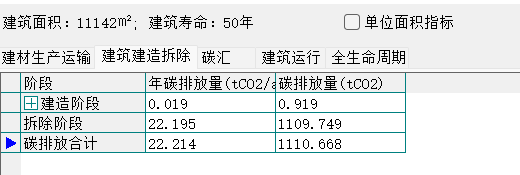 建筑面积：11142m²；建筑寿命：50年 单位面积指标
建材生产运输 建筑建造拆除 碳汇 建筑运行 全生命周期
阶段 年碳排放量(tCO2/a 碳排放量(tCO2)
建造阶段 0.019 0.919
拆除阶段 22.195 1109.749
碳排放合计 22.214 1110.668